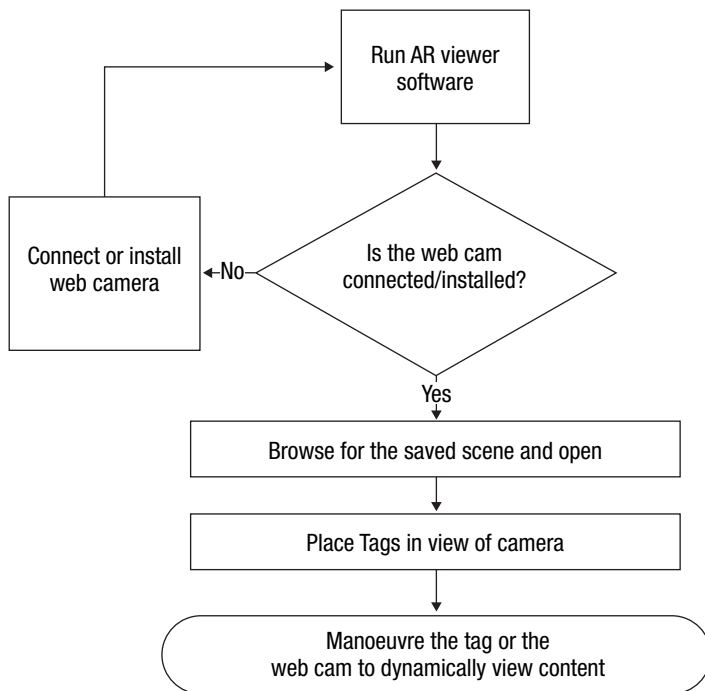 Run AR viewer
software
Connect or install
web camera
No
Is the web cam
connected/installed?
Yes
Browse for the saved scene and open
Place Tags in view of camera
Manoeuvre the tag or the
web cam to dynamically view content